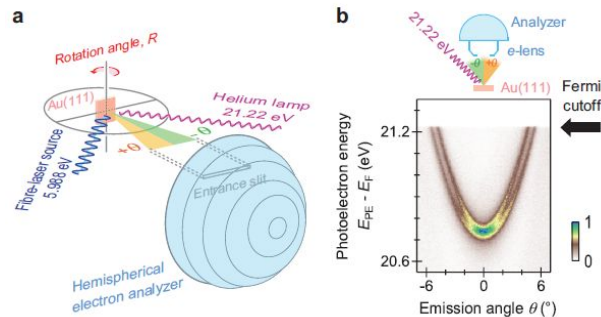 a
Rotation angle, R
Au(111)
Helium lamp
21.22 eV
-Θ
+Θ
Fibre-laser source
5.988 eV
Entrance slit
Hemispherical
electron analyzer
b
Analyzer
21.22 eV
e-lens
-Θ +Θ
Au(111)
Fermi
cutoff
Photoelectron energy
E_PE - E_F (eV)
21.2
20.6
1
0
-6 0 6
Emission angle θ (°)